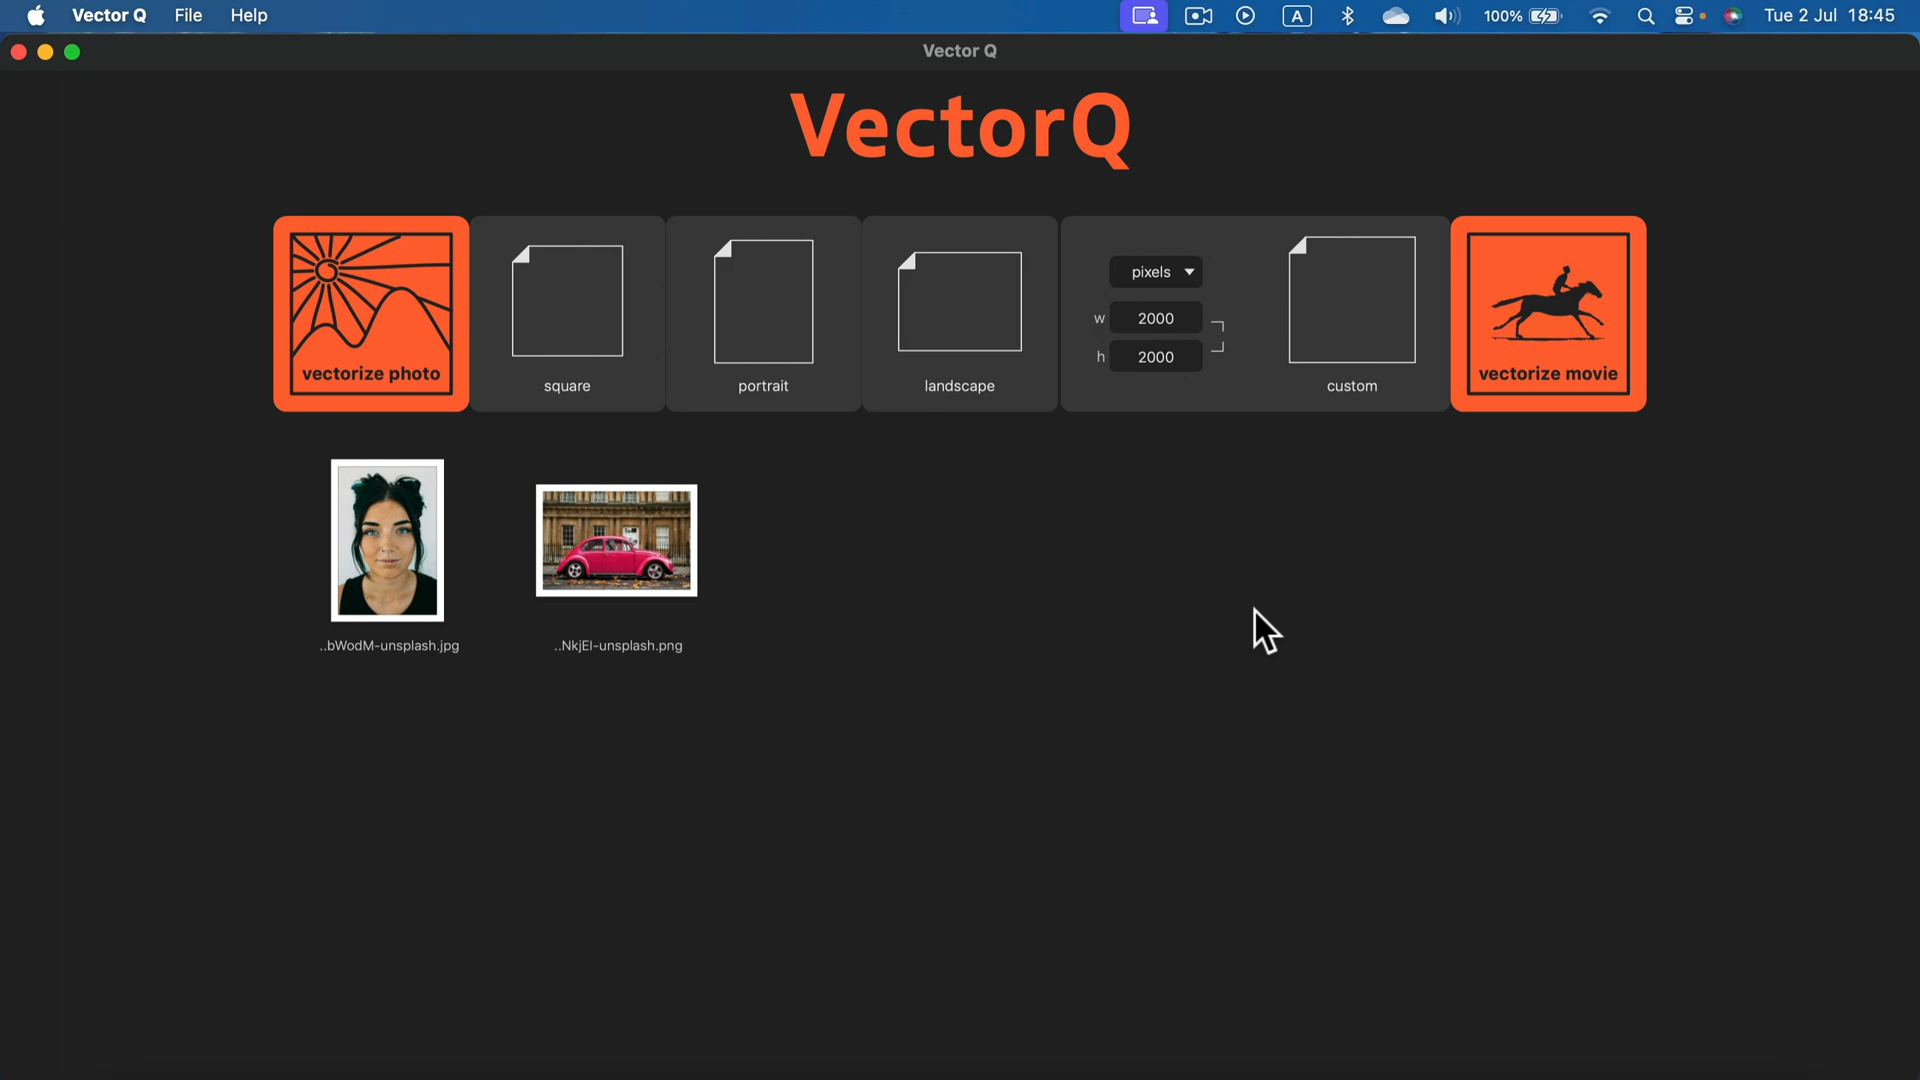 Vector Q File Help A 100% Tue 2 Jul 18:45
Vector Q
VectorQ
pixels
w 2000
h 2000
vectorize photo square portrait landscape custom vectorize movie
..bWodM-unsplash.jpg ..NkjEI-unsplash.png